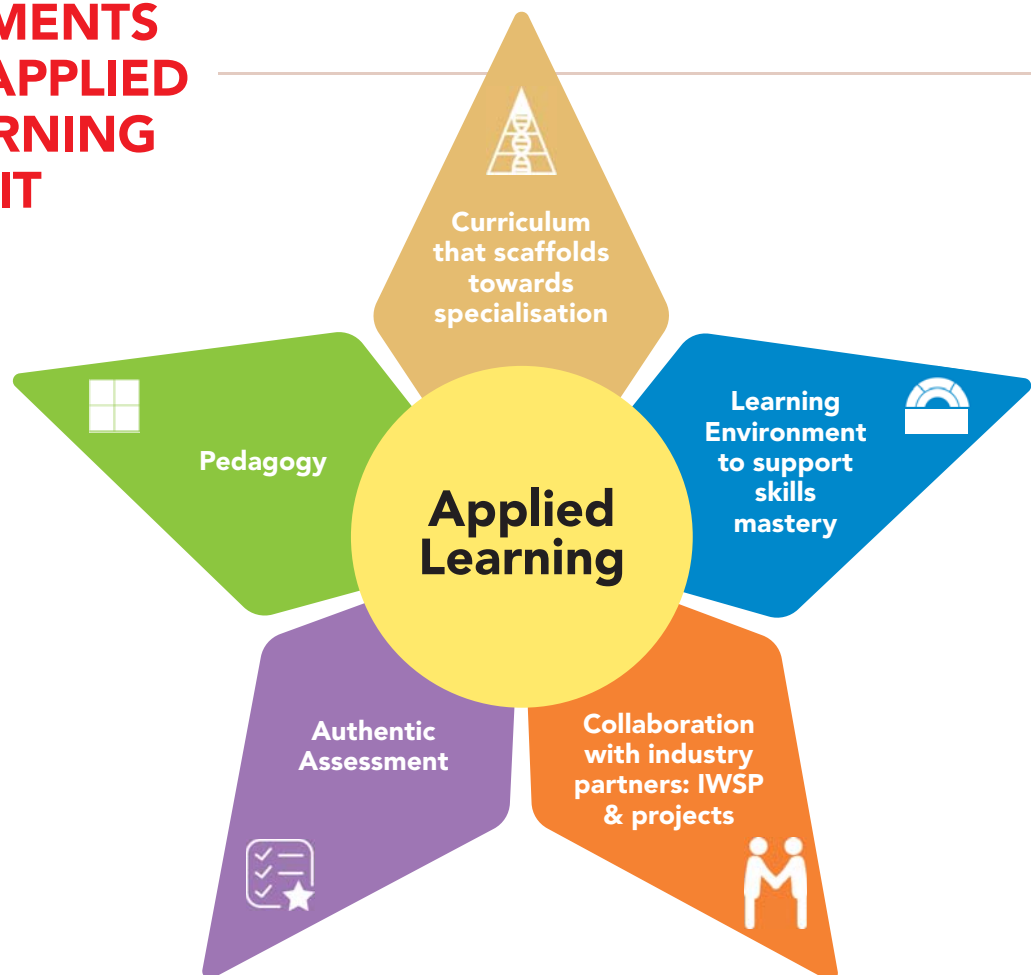 MENTS
APPLIED
RNING
IT
Curriculum
that scaffolds
towards
specialisation
Learning
Environment
to support
skills
mastery
Pedagogy
Applied
Learning
Authentic
Assessment
Collaboration
with industry
partners: IWSP
& projects